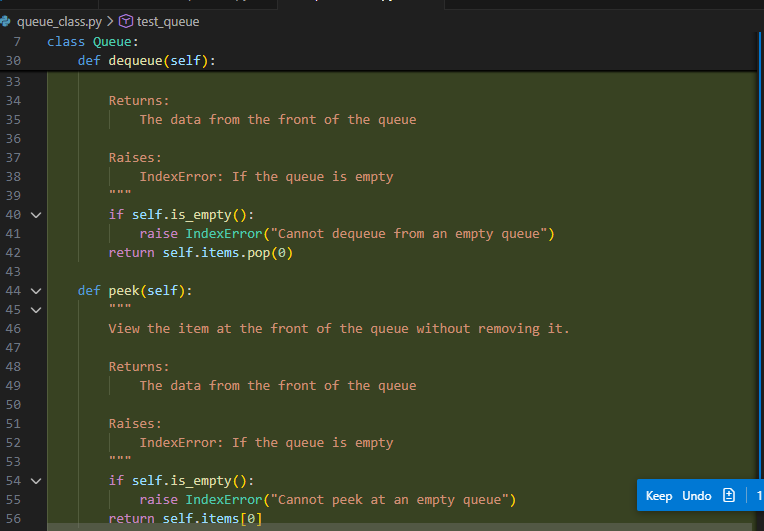 queue_class.py > test_queue
7 class Queue:
30 def dequeue(self):
33
34 Returns:
35 The data from the front of the queue
36
37 Raises:
38 IndexError: If the queue is empty
39 """
40 if self.is_empty():
41 raise IndexError("Cannot dequeue from an empty queue")
42 return self.items.pop(0)
43
44 def peek(self):
45 """
46 View the item at the front of the queue without removing it.
47
48 Returns:
49 The data from the front of the queue
50
51 Raises:
52 IndexError: If the queue is empty
53 """
54 if self.is_empty():
55 raise IndexError("Cannot peek at an empty queue")
56 return self.items[0]
Keep Undo 1